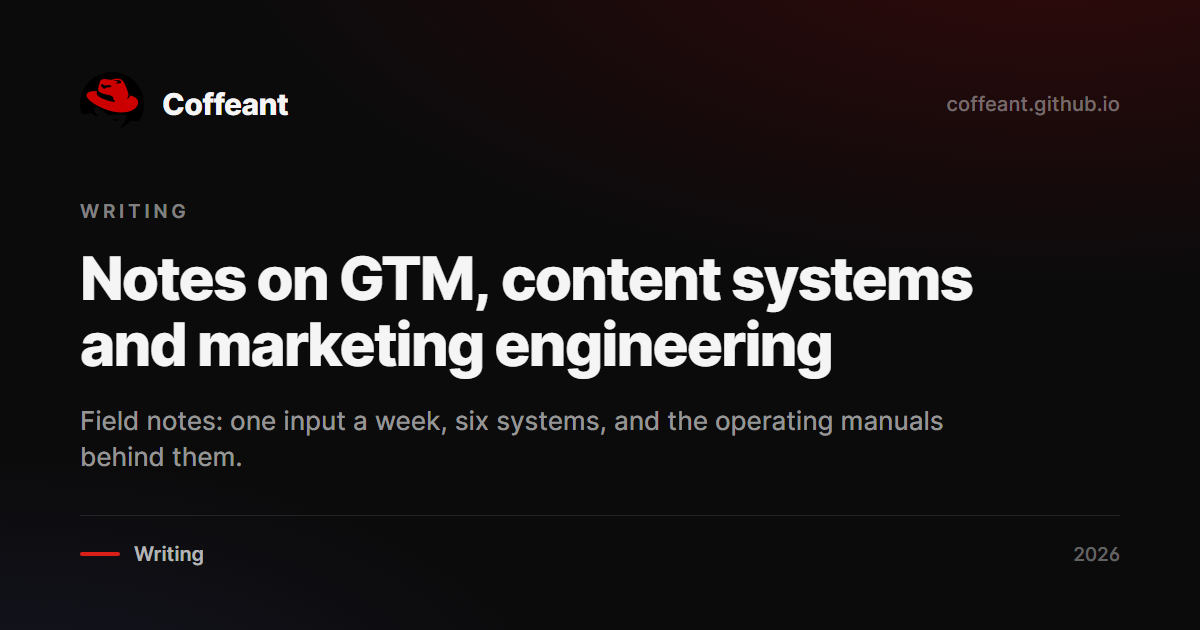 Coffeant
coffeant.github.io
WRITING
Notes on GTM, content systems
and marketing engineering
Field notes: one input a week, six systems, and the operating manuals
behind them.
Writing
2026